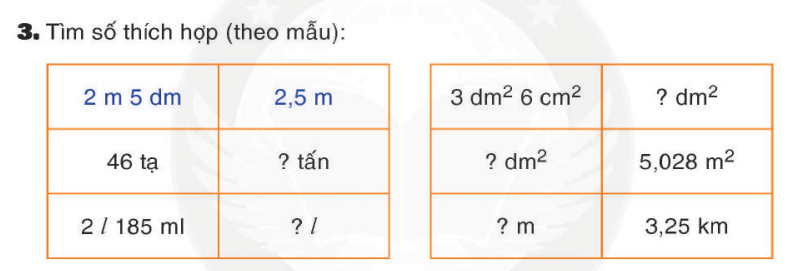 3. Tìm số thích hợp (theo mẫu):
2 m 5 dm 2,5 m
46 tạ ? tấn
2 l 185 ml ? l
3 dm² 6 cm² ? dm²
? dm² 5,028 m²
? m 3,25 km